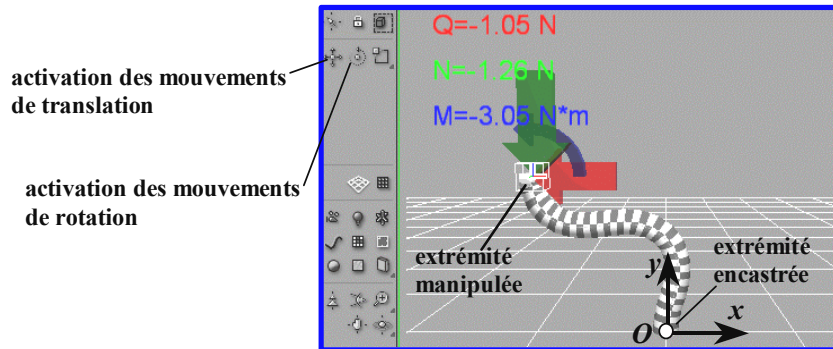 Q=-1.05 N
N=-1.26 N
M=-3.05 N*m
activation des mouvements
de translation
activation des mouvements
de rotation
extrémité
manipulée
extrémité
encastrée
y
x
O